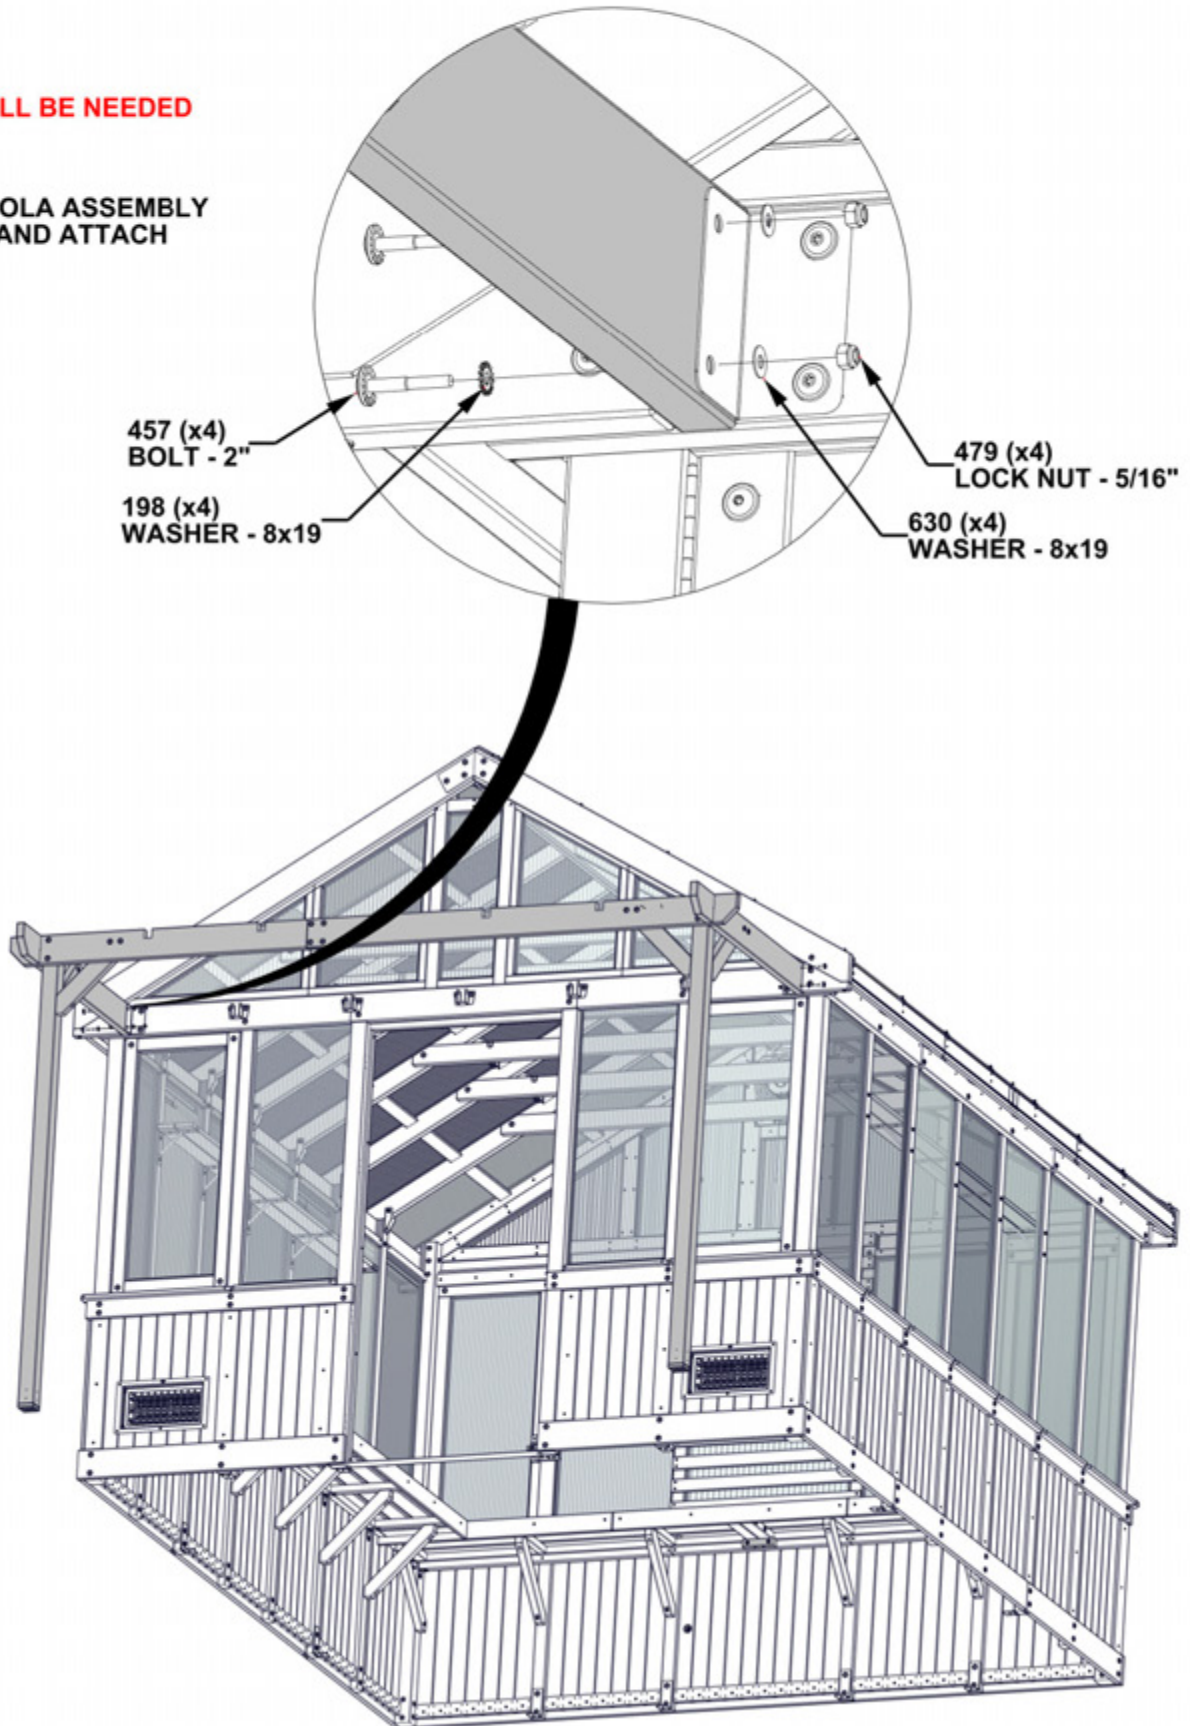 LL BE NEEDED
OLA ASSEMBLY
AND ATTACH
457 (x4)
BOLT - 2"
198 (x4)
WASHER - 8x19
479 (x4)
LOCK NUT - 5/16"
630 (x4)
WASHER - 8x19